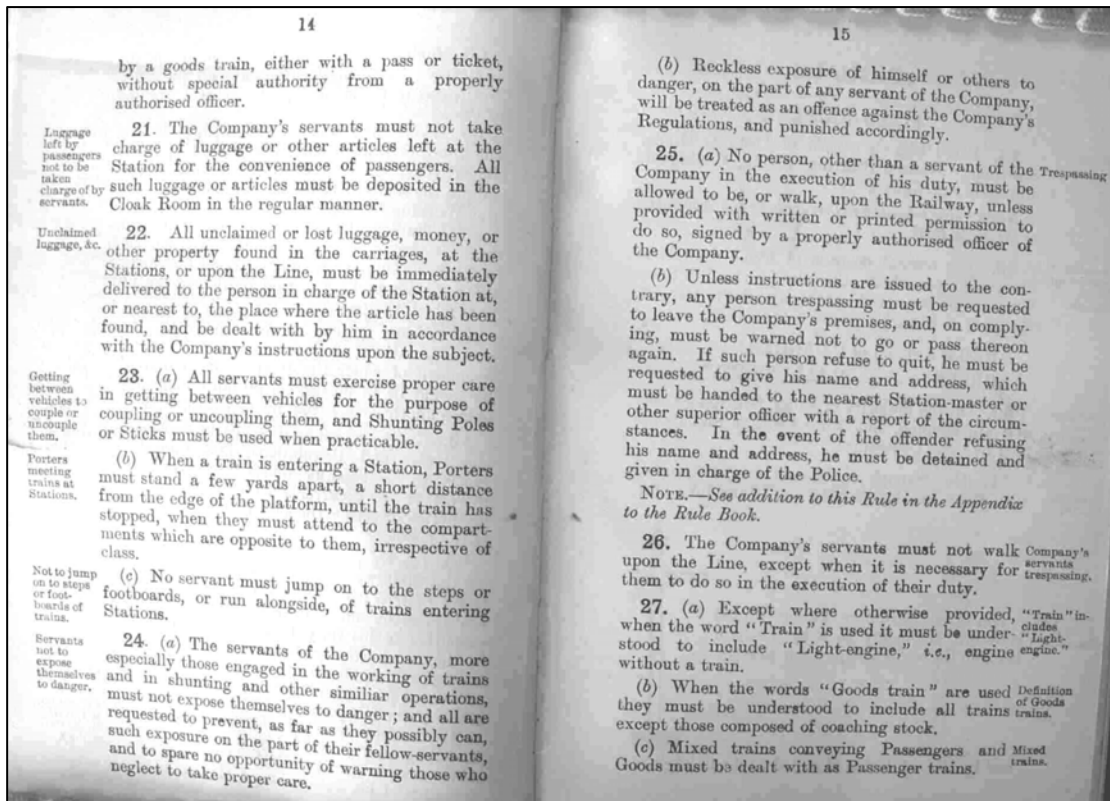 14
by a goods train, either with a pass or ticket,
without special authority from a properly
authorised officer.
Luggage
left by
passengers
not to be
taken
charge of by
servants.
21. The Company's servants must not take
charge of luggage or other articles left at the
Station for the convenience of passengers. All
such luggage or articles must be deposited in the
Cloak Room in the regular manner.
Unclaimed
luggage, &c.
22. All unclaimed or lost luggage, money, or
other property found in the carriages, at the
Stations, or upon the Line, must be immediately
delivered to the person in charge of the Station at,
or nearest to, the place where the article has been
found, and be dealt with by him in accordance
with the Company's instructions upon the subject.
Getting
between
vehicles to
couple or
uncouple
them.
23. (a) All servants must exercise proper care
in getting between vehicles for the purpose of
coupling or uncoupling them, and Shunting Poles
or Sticks must be used when practicable.
Porters
meeting
trains at
Stations.
(b) When a train is entering a Station, Porters
must stand a few yards apart, a short distance
from the edge of the platform, until the train has
stopped, when they must attend to the compart-
ments which are opposite to them, irrespective of
class.
Not to jump
on to steps
or foot-
boards of
trains.
(c) No servant must jump on to the steps or
footboards, or run alongside, of trains entering
Stations.
Servants
not to
expose
themselves
to danger.
24. (a) The servants of the Company, more
especially those engaged in the working of trains
and in shunting and other similiar operations,
must not expose themselves to danger; and all are
requested to prevent, as far as they possibly can,
such exposure on the part of their fellow-servants,
and to spare no opportunity of warning those who
neglect to take proper care.
15
(b) Reckless exposure of himself or others to
danger, on the part of any servant of the Company,
will be treated as an offence against the Company's
Regulations, and punished accordingly.
25. (a) No person, other than a servant of the
Company in the execution of his duty, must be
allowed to be, or walk, upon the Railway, unless
provided with written or printed permission to
do so, signed by a properly authorised officer of
the Company.
Trespassing
(b) Unless instructions are issued to the con-
trary, any person trespassing must be requested
to leave the Company's premises, and, on comply-
ing, must be warned not to go or pass thereon
again. If such person refuse to quit, he must be
requested to give his name and address, which
must be handed to the nearest Station-master or
other superior officer with a report of the circum-
stances. In the event of the offender refusing
his name and address, he must be detained and
given in charge of the Police.
NOTE.—See addition to this Rule in the Appendix
to the Rule Book.
26. The Company's servants must not walk
upon the Line, except when it is necessary for
them to do so in the execution of their duty.
Company's
servants
trespassing.
27. (a) Except where otherwise provided,
when the word "Train" is used it must be under-
stood to include "Light-engine," i.e., engine
without a train.
"Train" in-
cludes
"Light-
engine."
(b) When the words "Goods train" are used
they must be understood to include all trains
except those composed of coaching stock.
Definition
of Goods
trains.
(c) Mixed trains conveying Passengers and
Goods must be dealt with as Passenger trains.
Mixed
trains.